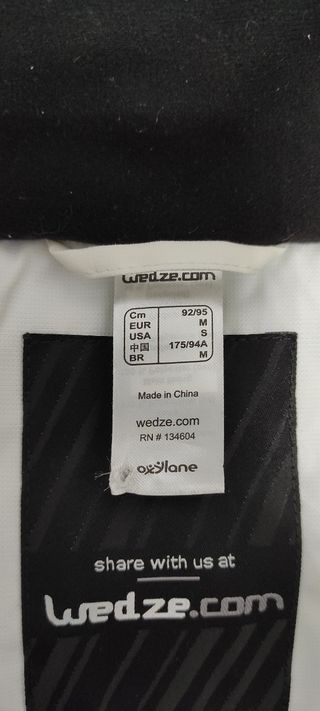 wedze.com
Cm 92/95
EUR M
USA S
中国 175/94A
BR M
Made in China
wedze.com
RN # 134604
oxylane
share with us at
wedze.com